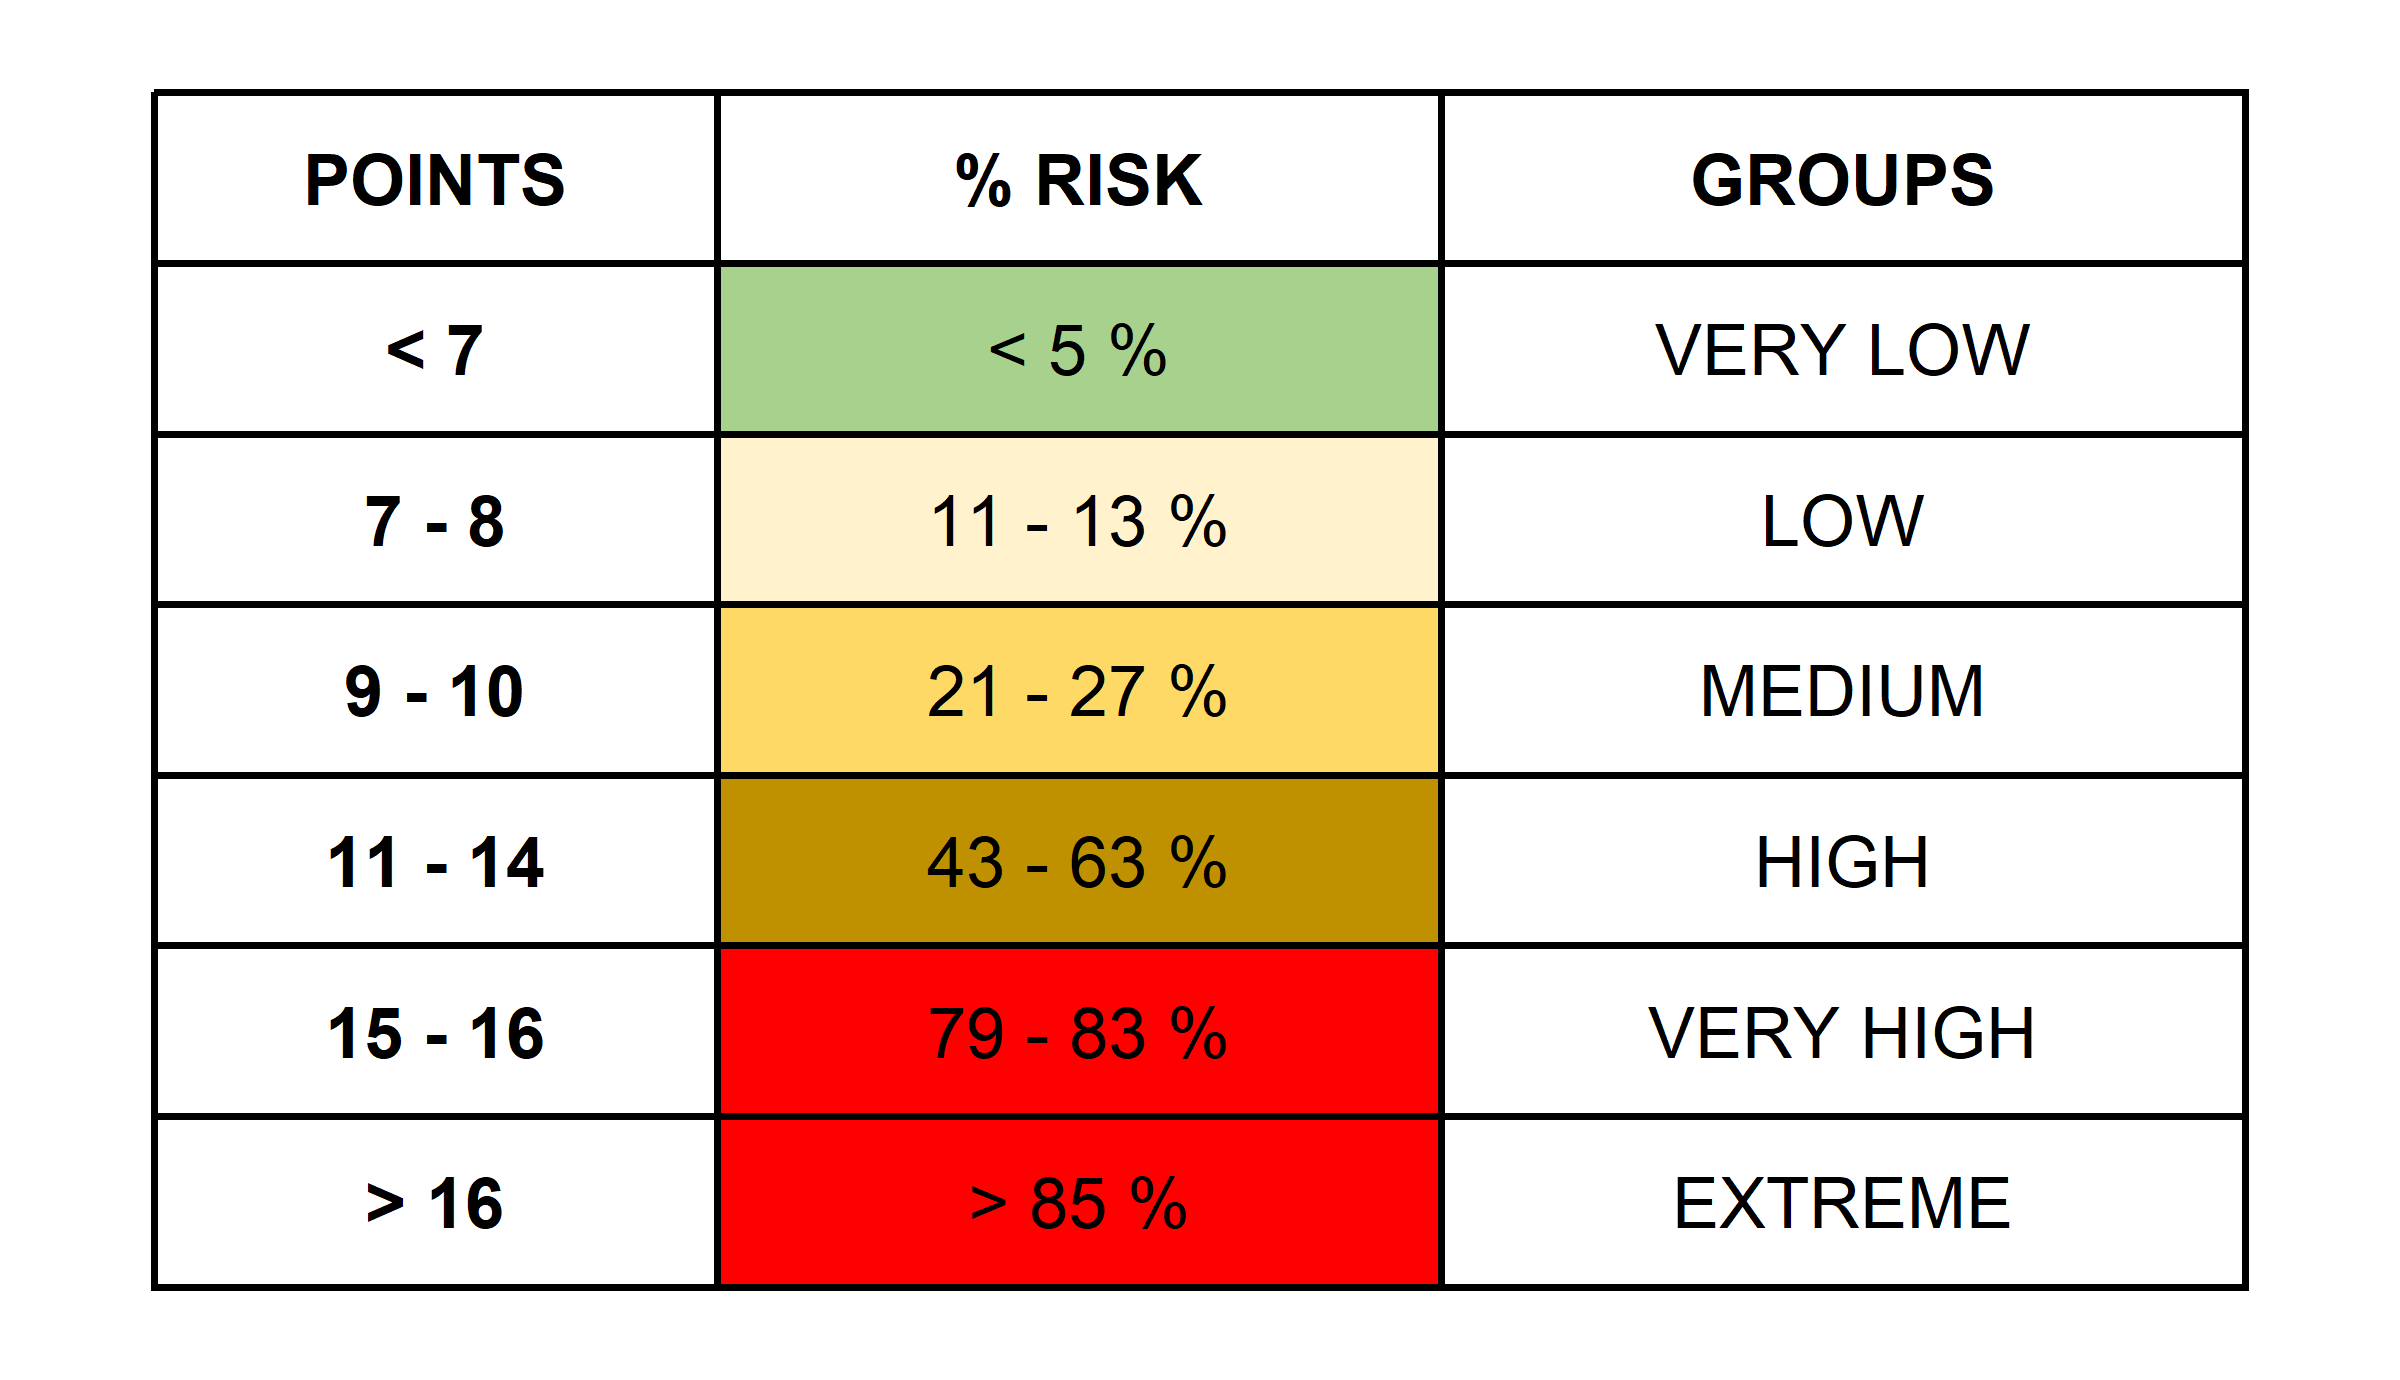 POINTS % RISK GROUPS
< 7 < 5 % VERY LOW
7 - 8 11 - 13 % LOW
9 - 10 21 - 27 % MEDIUM
11 - 14 43 - 63 % HIGH
15 - 16 79 - 83 % VERY HIGH
> 16 > 85 % EXTREME